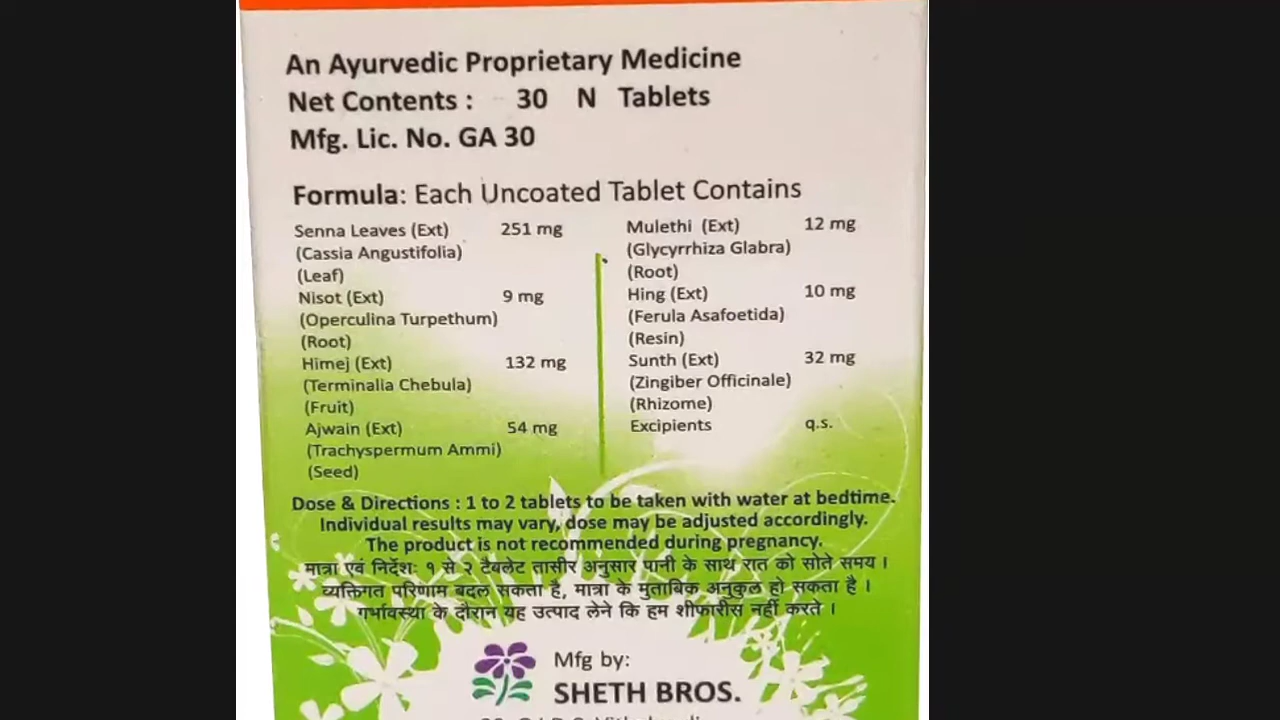 An Ayurvedic Proprietary Medicine
Net Contents : 30 N Tablets
Mfg. Lic. No. GA 30
Formula: Each Uncoated Tablet Contains
Senna Leaves (Ext) 251 mg
(Cassia Angustifolia)
(Leaf)
Nisot (Ext) 9 mg
(Operculina Turpethum)
(Root)
Himej (Ext) 132 mg
(Terminalia Chebula)
(Fruit)
Ajwain (Ext) 54 mg
(Trachyspermum Ammi)
(Seed)
Mulethi (Ext) 12 mg
(Glycyrrhiza Glabra)
(Root)
Hing (Ext) 10 mg
(Ferula Asafoetida)
(Resin)
Sunth (Ext) 32 mg
(Zingiber Officinale)
(Rhizome)
Excipients q.s.
Dose & Directions : 1 to 2 tablets to be taken with water at bedtime.
Individual results may vary, dose may be adjusted accordingly.
The product is not recommended during pregnancy.
मात्रा एवं निर्देशः १ से २ टैबलेट तासीर अनुसार पानी के साथ रात को सोते समय ।
व्यक्तिगत परिणाम बदल सकता है, मात्रा के मुताबिक अनुकुल हो सकता है ।
गर्भावस्था के दौरान यह उत्पाद लेने कि हम शीफारीस नहीं करते ।
Mfg by:
SHETH BROS.